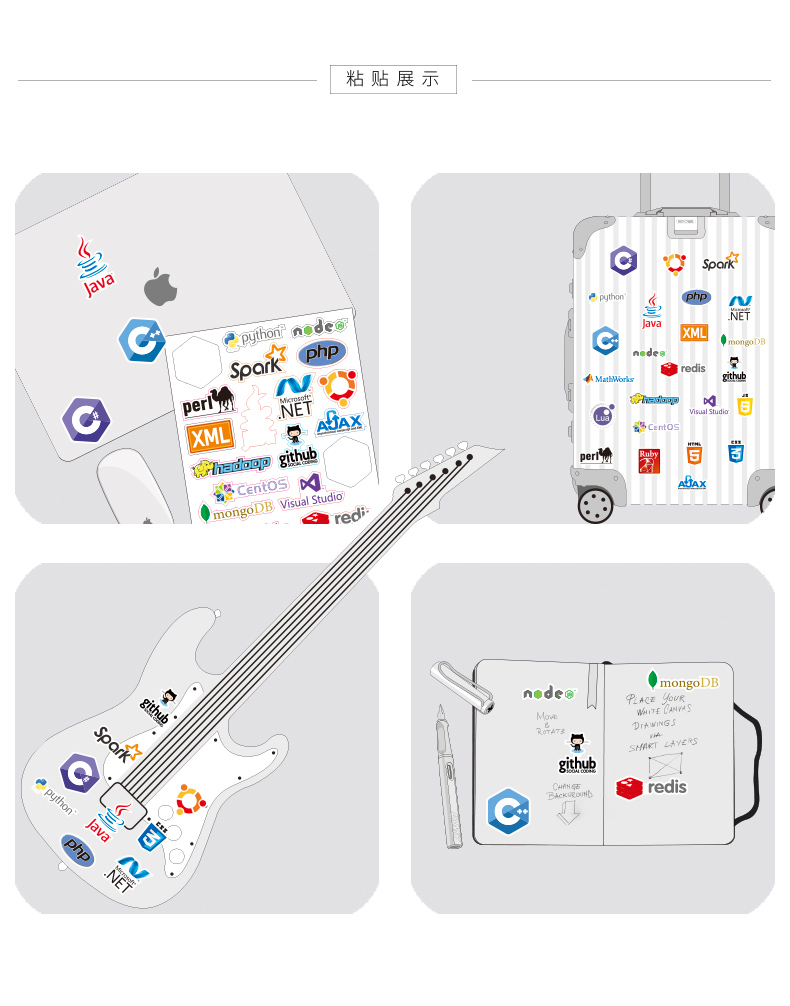 粘贴展示
Java
C++
C#
python
node
JS
Spark
php
perl
Microsoft®
.NET
XML
AJAX
hadoop
github
SOCIAL CODING
CentOS
Visual Studio
mongoDB
redis
C#
Spark
python
php
Java
Microsoft®
.NET
C++
XML
node
mongoDB
redis
github
MathWorks
Lua
hadoop
Visual Studio
JS
CentOS
perl
Ruby
HTML
5
CSS
3
AJAX
github
SOCIAL CODING
Spark
C#
python
Java
CSS
3
php
Microsoft®
.NET
node
JS
mongoDB
MOVE
&
ROTATE
PLACE YOUR
WHITE CANVAS
DRAWINGS
VIA
SMART LAYERS
github
SOCIAL CODING
redis
CHANGE
BACKGROUND
C++